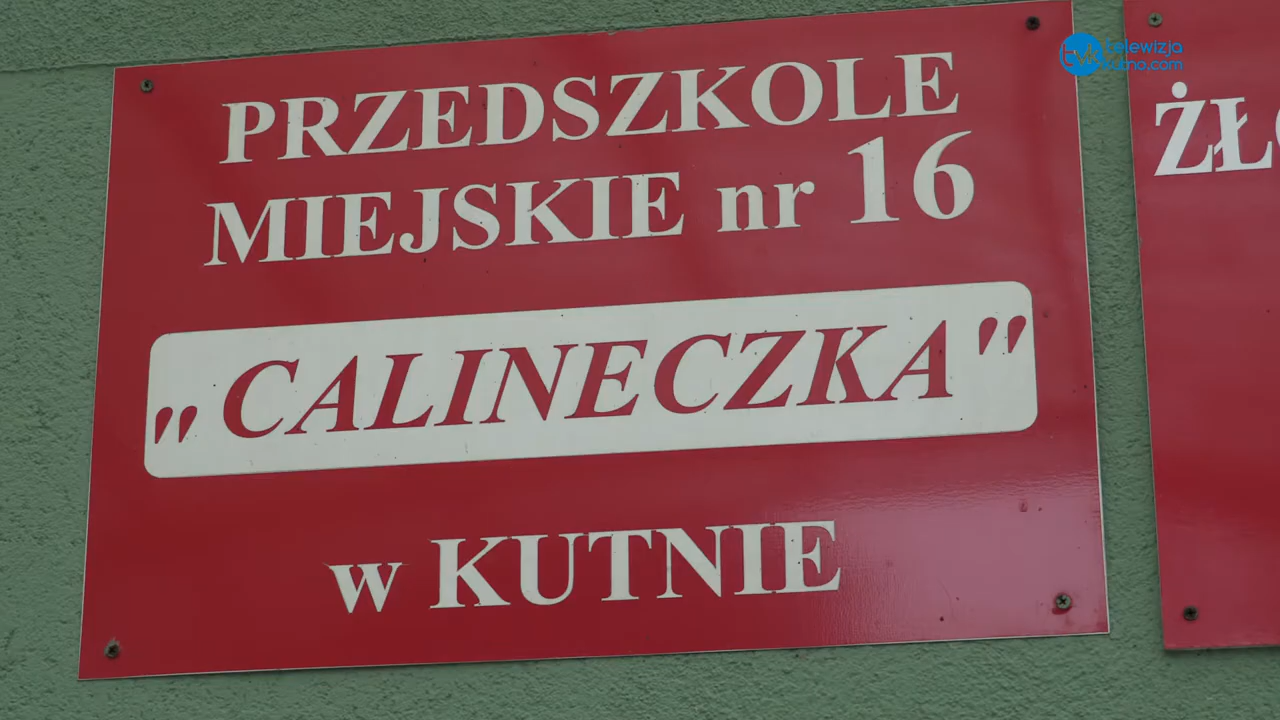 PRZEDSZKOLE
MIEJSKIE nr 16
„CALINECZKA"
w KUTNIE
telewizja
kutno.com